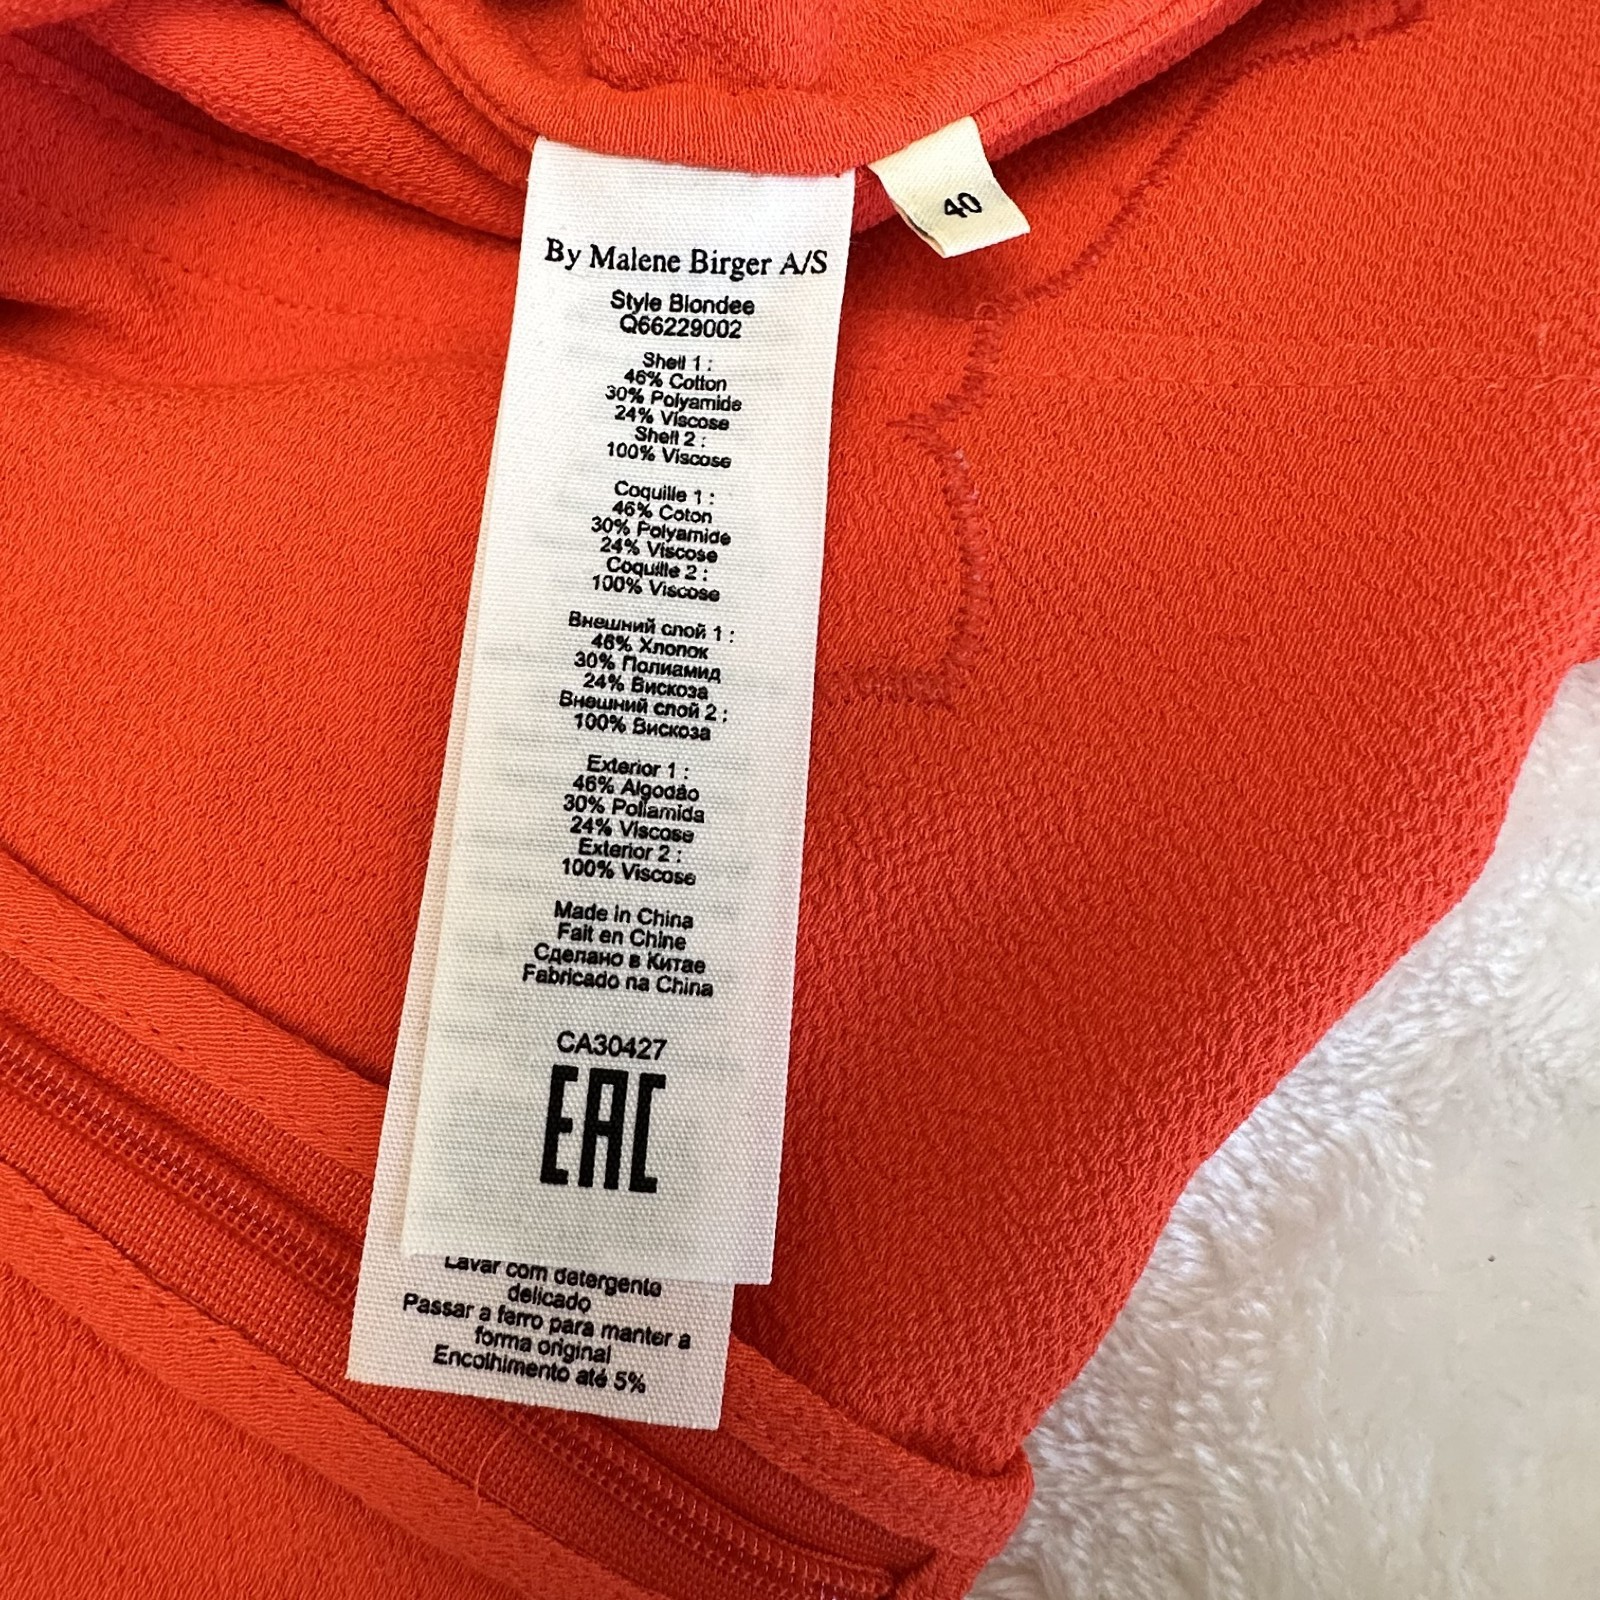 By Malene Birger A/S
40
Style Blondee
Q66229002
Shell 1 :
46% Cotton
30% Polyamide
24% Viscose
Shell 2 :
100% Viscose
Coquille 1 :
46% Coton
30% Polyamide
24% Viscose
Coquille 2 :
100% Viscose
Внешний слой 1 :
46% Хлопок
30% Полиамид
24% Вискоза
Внешний слой 2 :
100% Вискоза
Exterior 1 :
46% Algodão
30% Poliamida
24% Viscose
Exterior 2 :
100% Viscose
Made in China
Fait en Chine
Сделано в Китае
Fabricado na China
CA30427
EAC
Lavar com detergente
delicado
Passar a ferro para manter a
forma original
Encolhimento até 5%